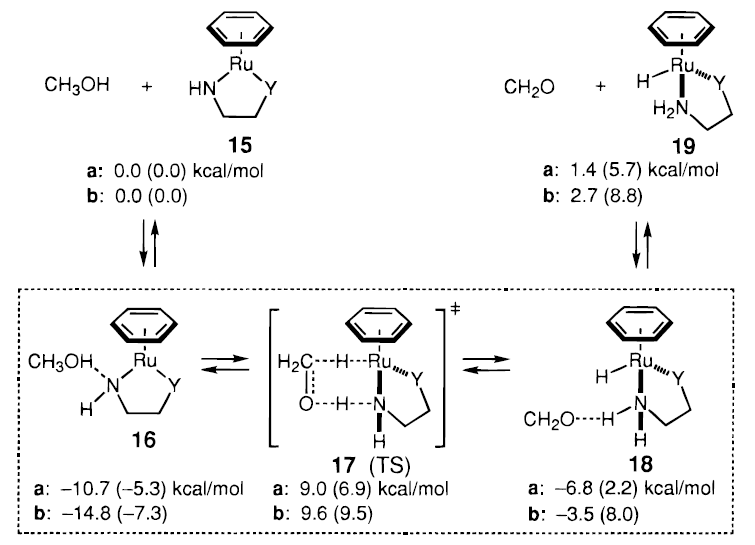 CH3OH + Ru HN Y
15
a: 0.0 (0.0) kcal/mol
b: 0.0 (0.0)
CH2O + Ru H Y H2N
19
a: 1.4 (5.7) kcal/mol
b: 2.7 (8.8)
CH3OH Ru N Y H
16
a: −10.7 (−5.3) kcal/mol
b: −14.8 (−7.3)
H2C H Ru Y O H N H ‡
17 (TS)
a: 9.0 (6.9) kcal/mol
b: 9.6 (9.5)
Ru H Y CH2O H N H
18
a: −6.8 (2.2) kcal/mol
b: −3.5 (8.0)